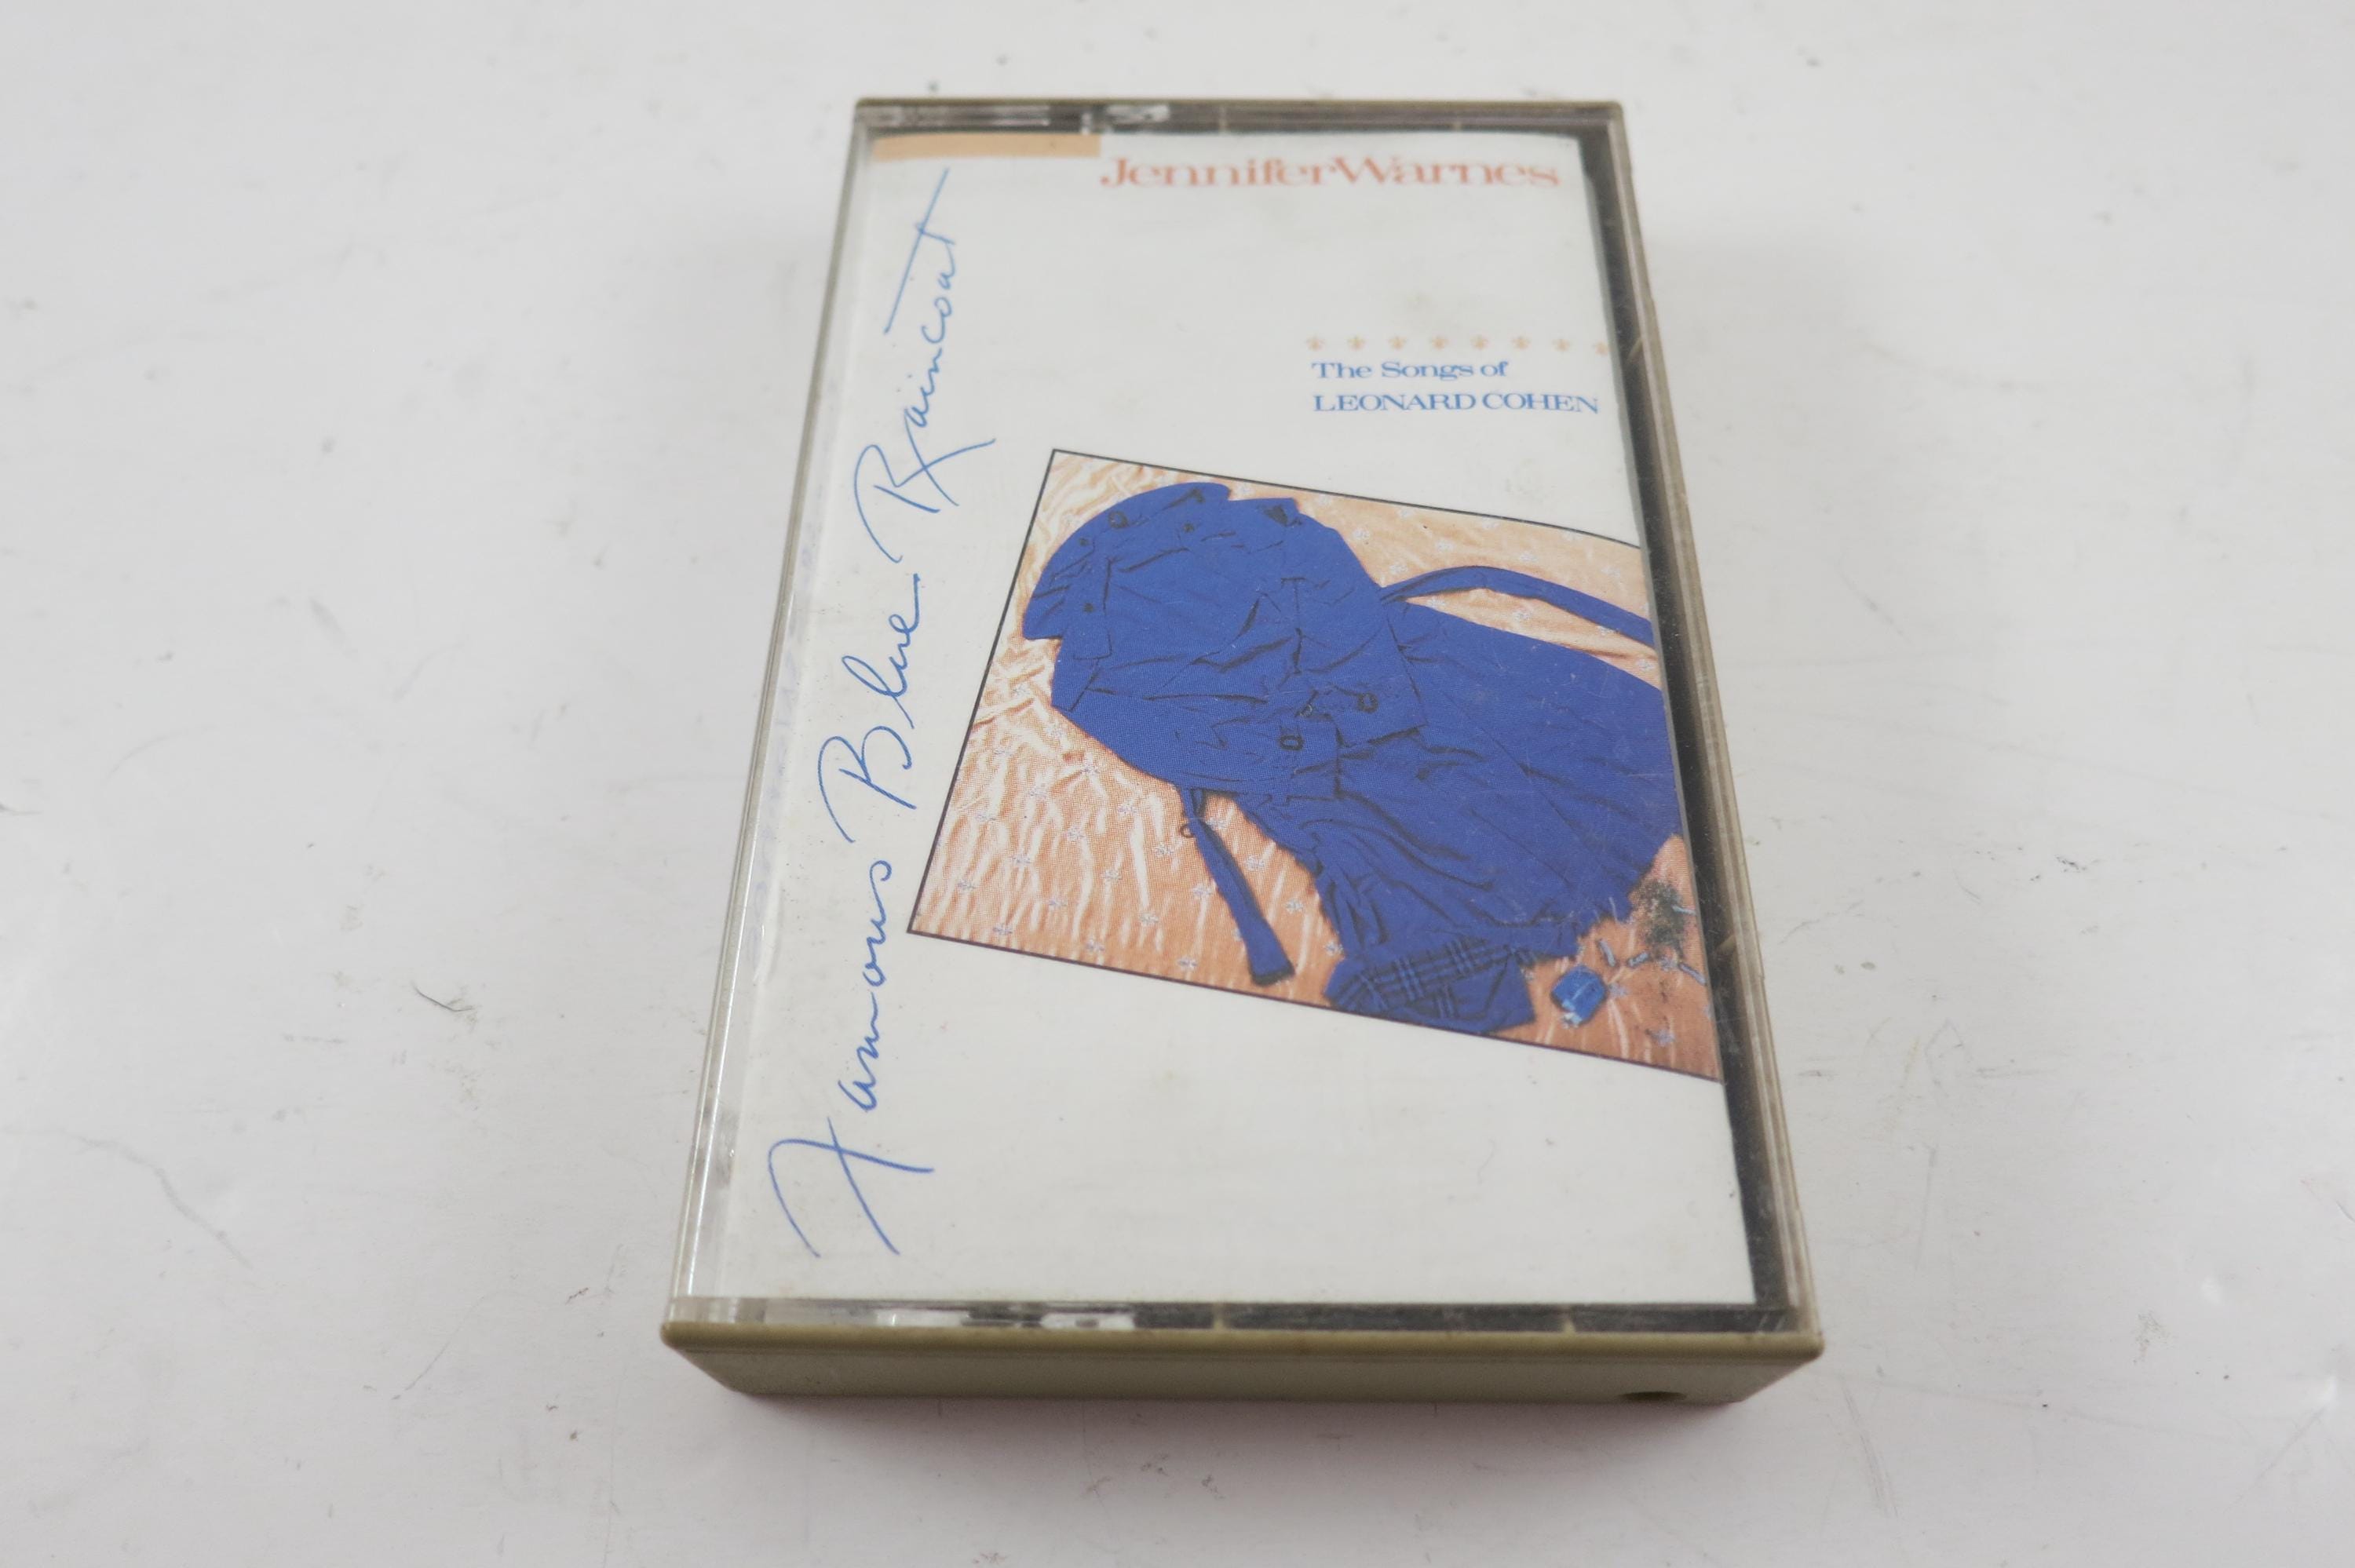 JenniferWarnes
The Songs of
LEONARD COHEN
Famous Blue Raincoat